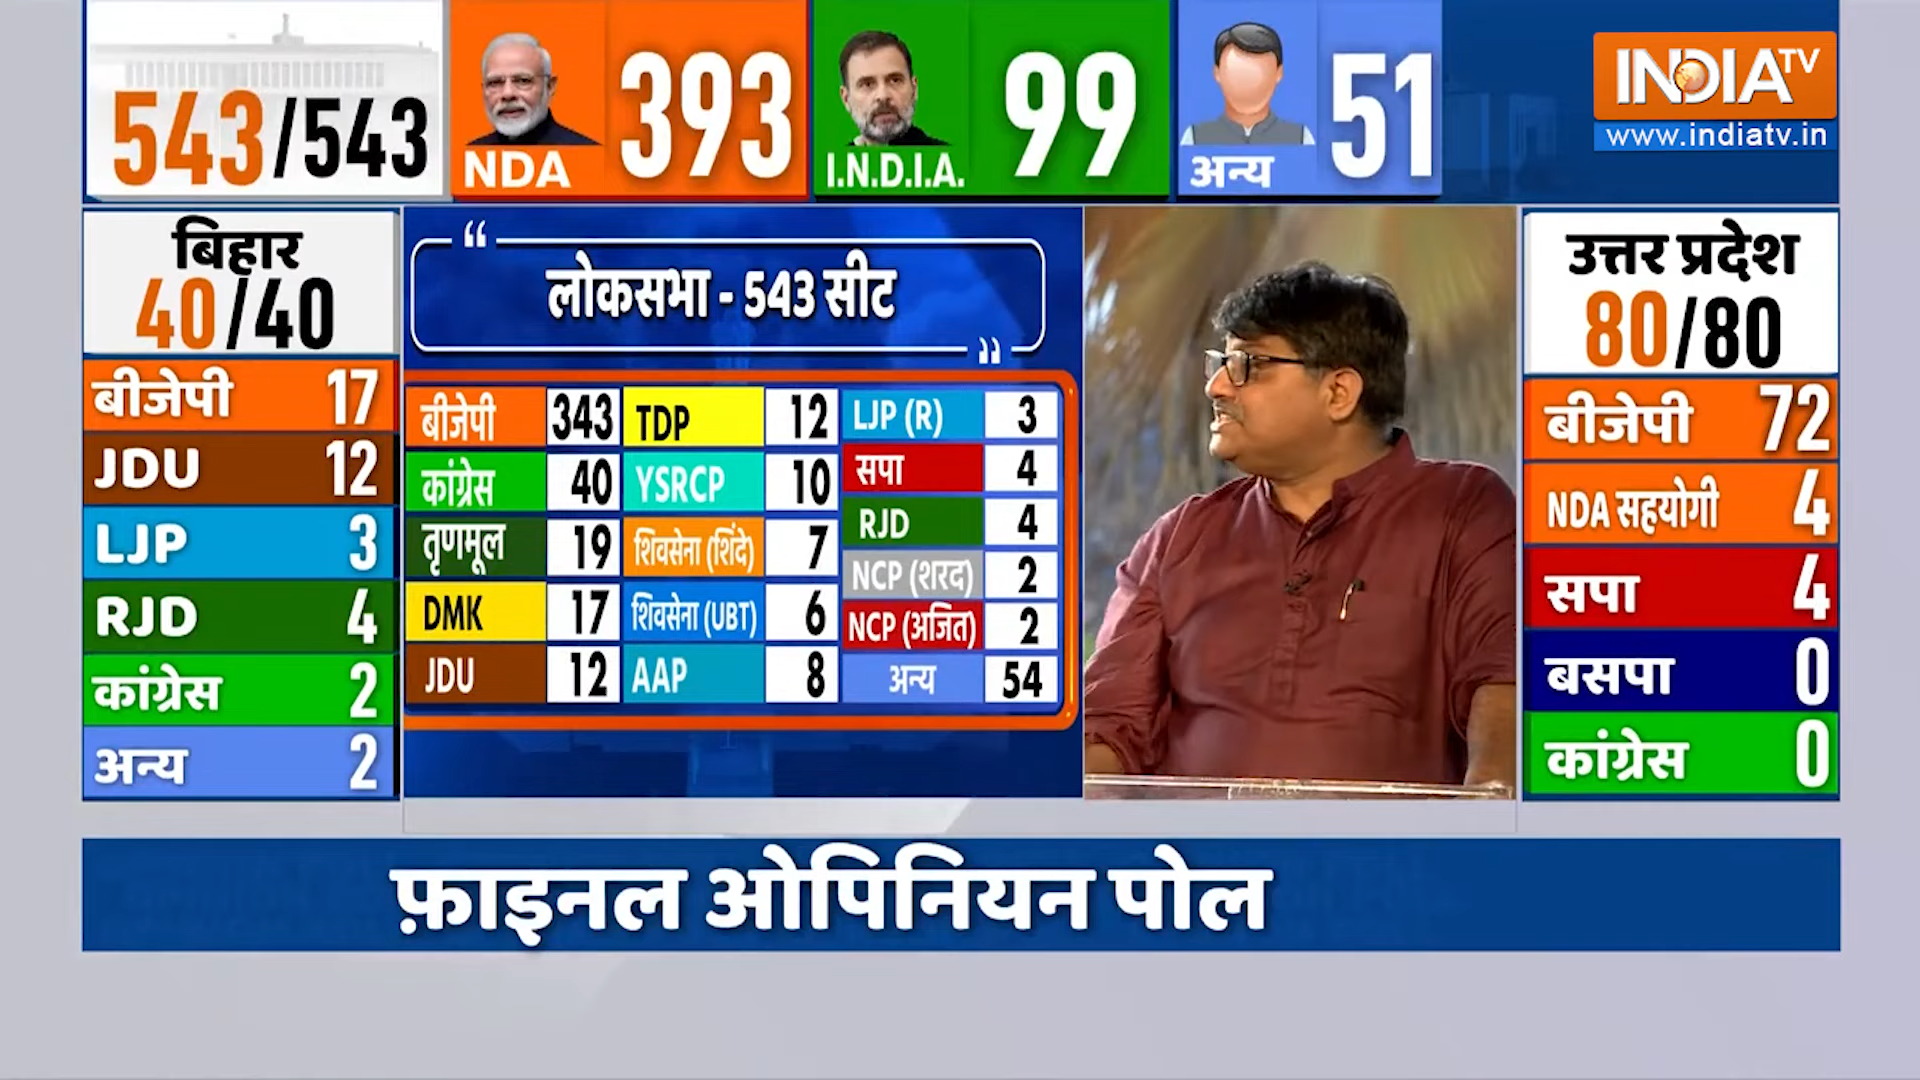 543/543
NDA 393
I.N.D.I.A. 99
अन्य 51
INDIA TV
www.indiatv.in
बिहार
40/40
बीजेपी 17
JDU 12
LJP 3
RJD 4
कांग्रेस 2
अन्य 2
“
लोकसभा - 543 सीट
”
बीजेपी 343 TDP 12 LJP (R) 3
कांग्रेस 40 YSRCP 10 सपा 4
तृणमूल 19 शिवसेना (शिंदे) 7 RJD 4
DMK 17 शिवसेना (UBT) 6 NCP (शरद) 2
JDU 12 AAP 8 NCP (अजित) 2
अन्य 54
उत्तर प्रदेश
80/80
बीजेपी 72
NDA सहयोगी 4
सपा 4
बसपा 0
कांग्रेस 0
फ़ाइनल ओपिनियन पोल